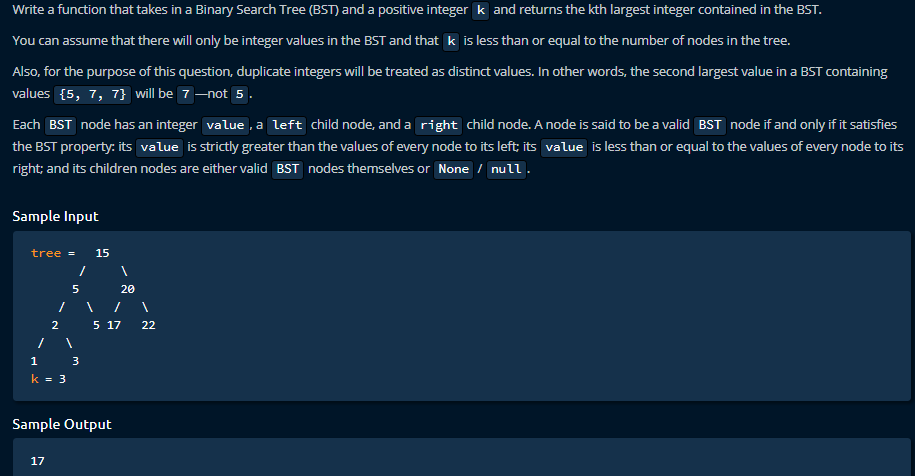 Write a function that takes in a Binary Search Tree (BST) and a positive integer k and returns the kth largest integer contained in the BST.
You can assume that there will only be integer values in the BST and that k is less than or equal to the number of nodes in the tree.
Also, for the purpose of this question, duplicate integers will be treated as distinct values. In other words, the second largest value in a BST containing
values {5, 7, 7} will be 7 —not 5 .
Each BST node has an integer value , a left child node, and a right child node. A node is said to be a valid BST node if and only if it satisfies
the BST property: its value is strictly greater than the values of every node to its left; its value is less than or equal to the values of every node to its
right; and its children nodes are either valid BST nodes themselves or None / null .
Sample Input
tree =   15
       /     \
      5      20
    /   \   /   \
   2     5 17   22
 /   \
1     3
k = 3
Sample Output
17